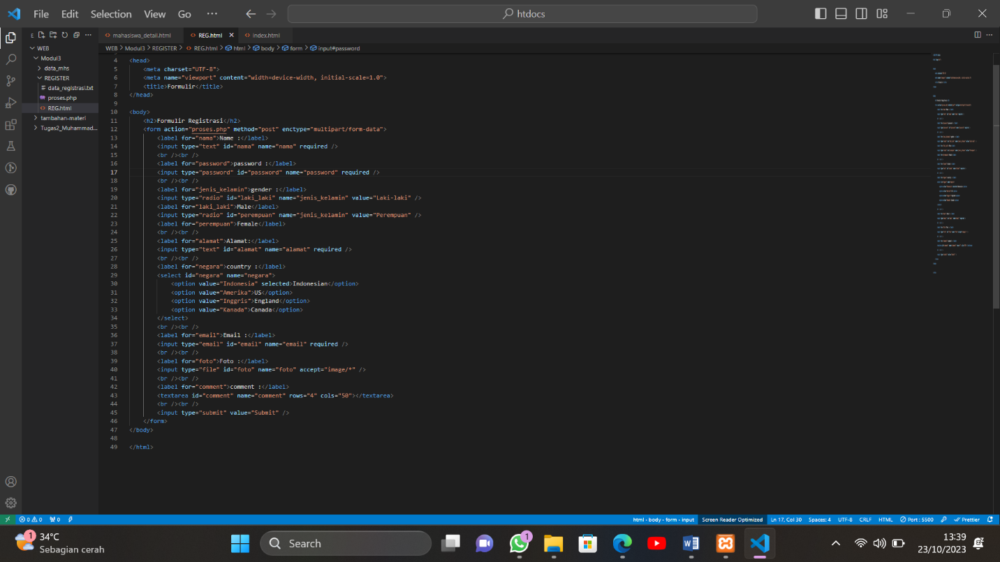 File Edit Selection View Go ··· htdocs
E ···
mahasiswa_detail.html REG.html index.html
WEB > Modul3 > REGISTER > REG.html > html > body > form > input#password
WEB
Modul3
data_mhs
REGISTER
data_registrasi.txt
proses.php
REG.html
tambahan-materi
Tugas2_Muhammad...
4 <head>
5 <meta charset="UTF-8">
6 <meta name="viewport" content="width=device-width, initial-scale=1.0">
7 <title>Formulir</title>
8 </head>
9
10 <body>
11 <h2>Formulir Registrasi</h2>
12 <form action="proses.php" method="post" enctype="multipart/form-data">
13 <label for="nama">Name :</label>
14 <input type="text" id="nama" name="nama" required />
15 <br /><br />
16 <label for="password">password :</label>
17 <input type="password" id="password" name="password" required />
18 <br /><br />
19 <label for="jenis_kelamin">gender :</label>
20 <input type="radio" id="laki_laki" name="jenis_kelamin" value="Laki-laki" />
21 <label for="laki_laki">Male</label>
22 <input type="radio" id="perempuan" name="jenis_kelamin" value="Perempuan" />
23 <label for="perempuan">Female</label>
24 <br /><br />
25 <label for="alamat">Alamat:</label>
26 <input type="text" id="alamat" name="alamat" required />
27 <br /><br />
28 <label for="negara">country :</label>
29 <select id="negara" name="negara">
30 <option value="Indonesia" selected>Indonesian</option>
31 <option value="Amerika">US</option>
32 <option value="Inggris">England</option>
33 <option value="Kanada">Canada</option>
34 </select>
35 <br /><br />
36 <label for="email">Email :</label>
37 <input type="email" id="email" name="email" required />
38 <br /><br />
39 <label for="foto">Foto :</label>
40 <input type="file" id="foto" name="foto" accept="image/*" />
41 <br /><br />
42 <label for="comment">comment :</label>
43 <textarea id="comment" name="comment" rows="4" cols="50"></textarea>
44 <br /><br />
45 <input type="submit" value="Submit" />
46 </form>
47 </body>
48
49 </html>
0 0 0 html › body › form › input Screen Reader Optimized Ln 17, Col 30 Spaces: 4 UTF-8 CRLF HTML Port : 5500 Prettier
1 34°C
Sebagian cerah
Search
1
13:39
23/10/2023